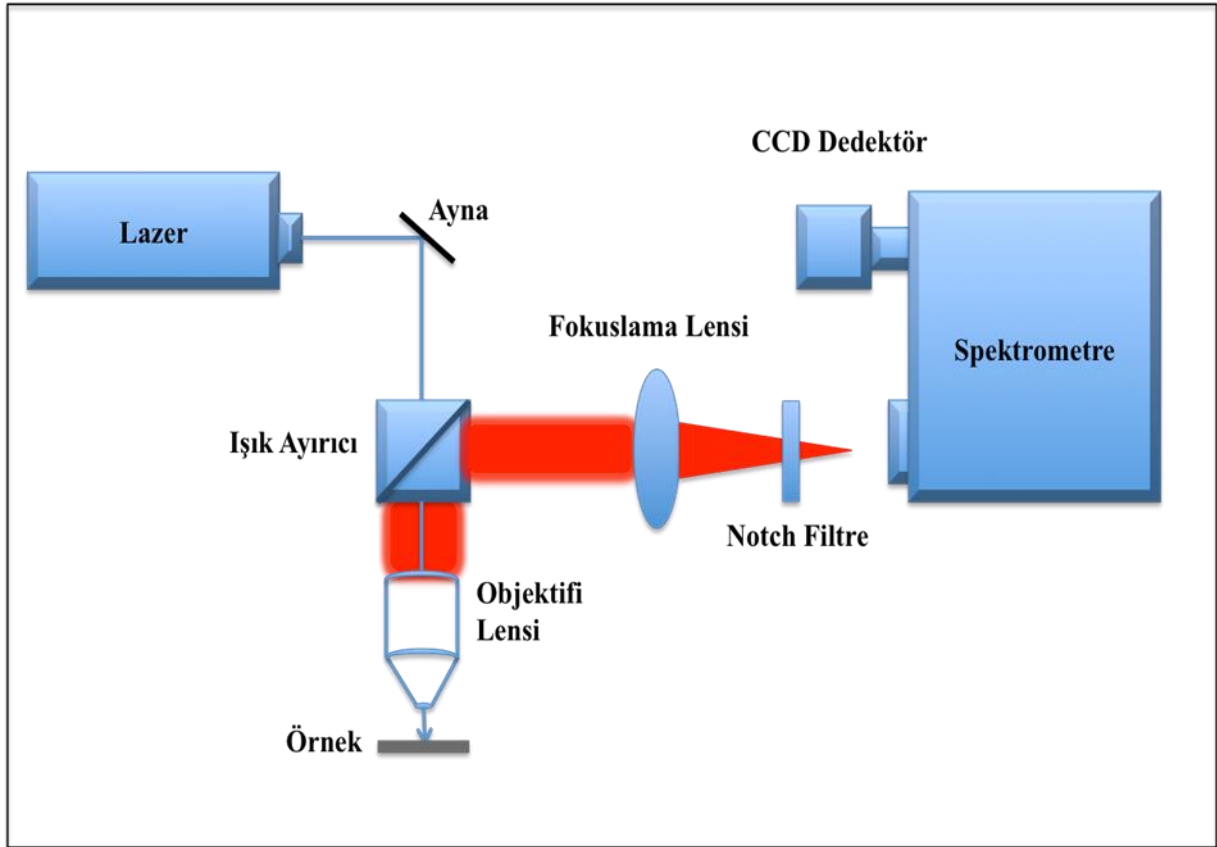 CCD Dedektör
Lazer
Ayna
Fokuslama Lensi
Spektrometre
Işık Ayırıcı
Notch Filtre
Objektifi
Lensi
Örnek